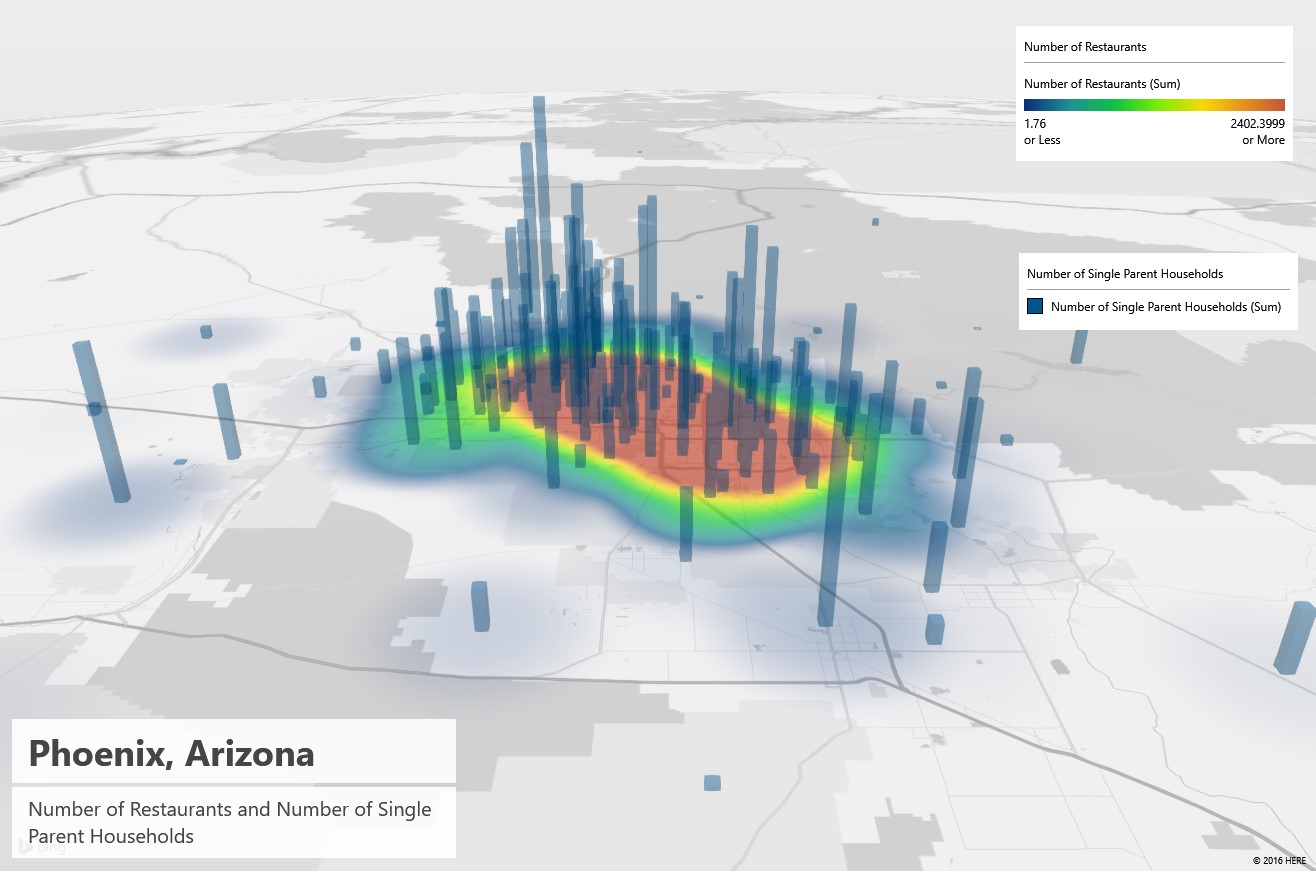 Number of Restaurants
Number of Restaurants (Sum)
1.76
or Less
2402.3999
or More
Number of Single Parent Households
Number of Single Parent Households (Sum)
Phoenix, Arizona
Number of Restaurants and Number of Single
Parent Households
bing
© 2016 HERE